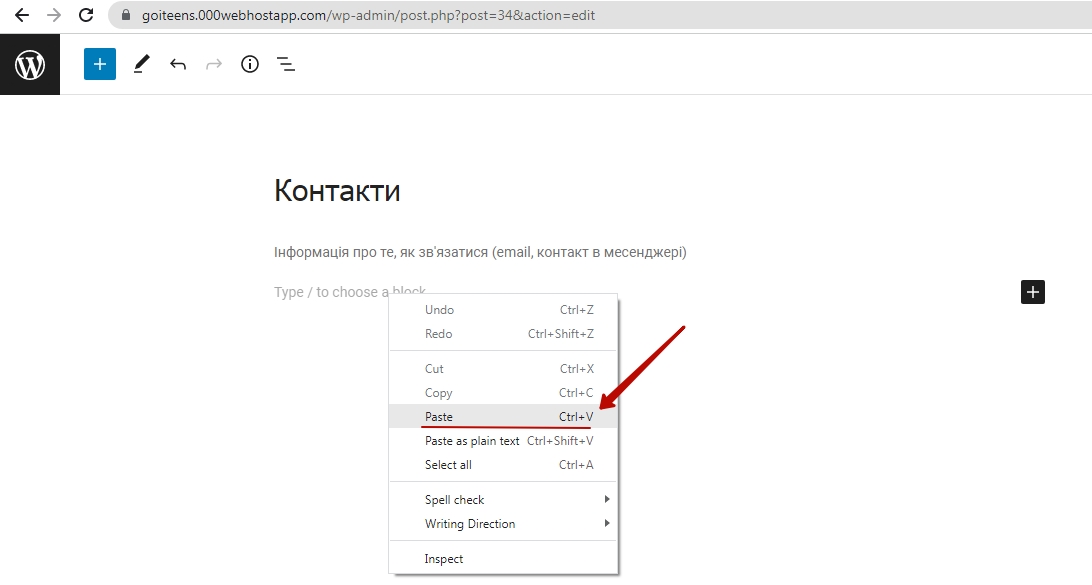 goiteens.000webhostapp.com/wp-admin/post.php?post=34&action=edit
Контакти
Інформація про те, як зв'язатися (email, контакт в месенджері)
Type / to choose a block
Undo Ctrl+Z
Redo Ctrl+Shift+Z
Cut Ctrl+X
Copy Ctrl+C
Paste Ctrl+V
Paste as plain text Ctrl+Shift+V
Select all Ctrl+A
Spell check
Writing Direction
Inspect